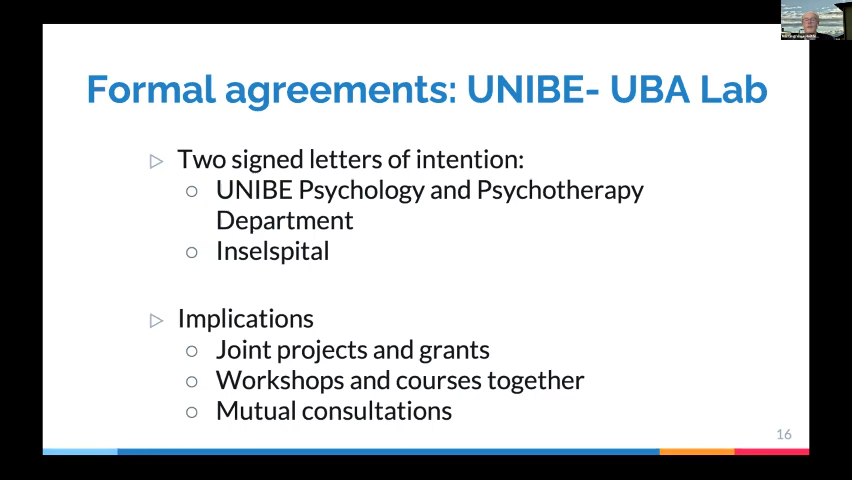 Formal agreements: UNIBE- UBA Lab
▷ Two signed letters of intention:
○ UNIBE Psychology and Psychotherapy
Department
○ Inselspital
▷ Implications
○ Joint projects and grants
○ Workshops and courses together
○ Mutual consultations
16